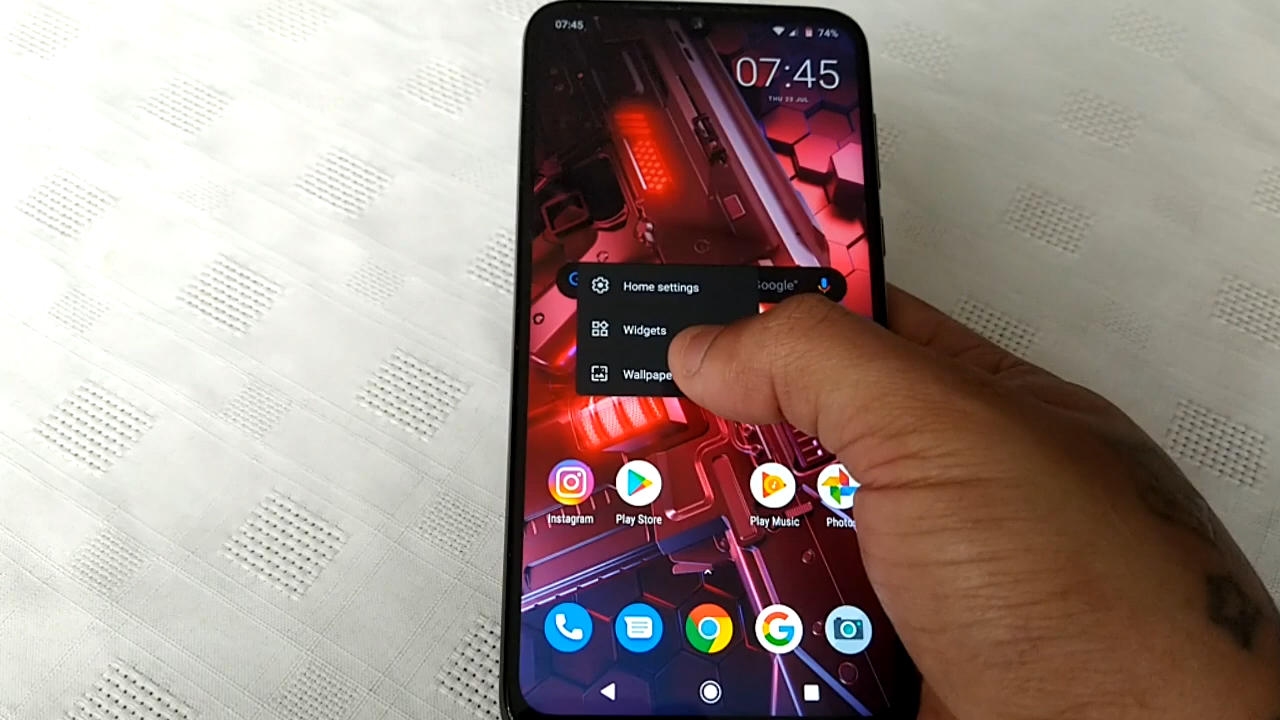 07:45
74%
07:45
THU 23 JUL
Home settings
Google"
Widgets
Wallpape
Instagram
Play Store
Play Music
Photo